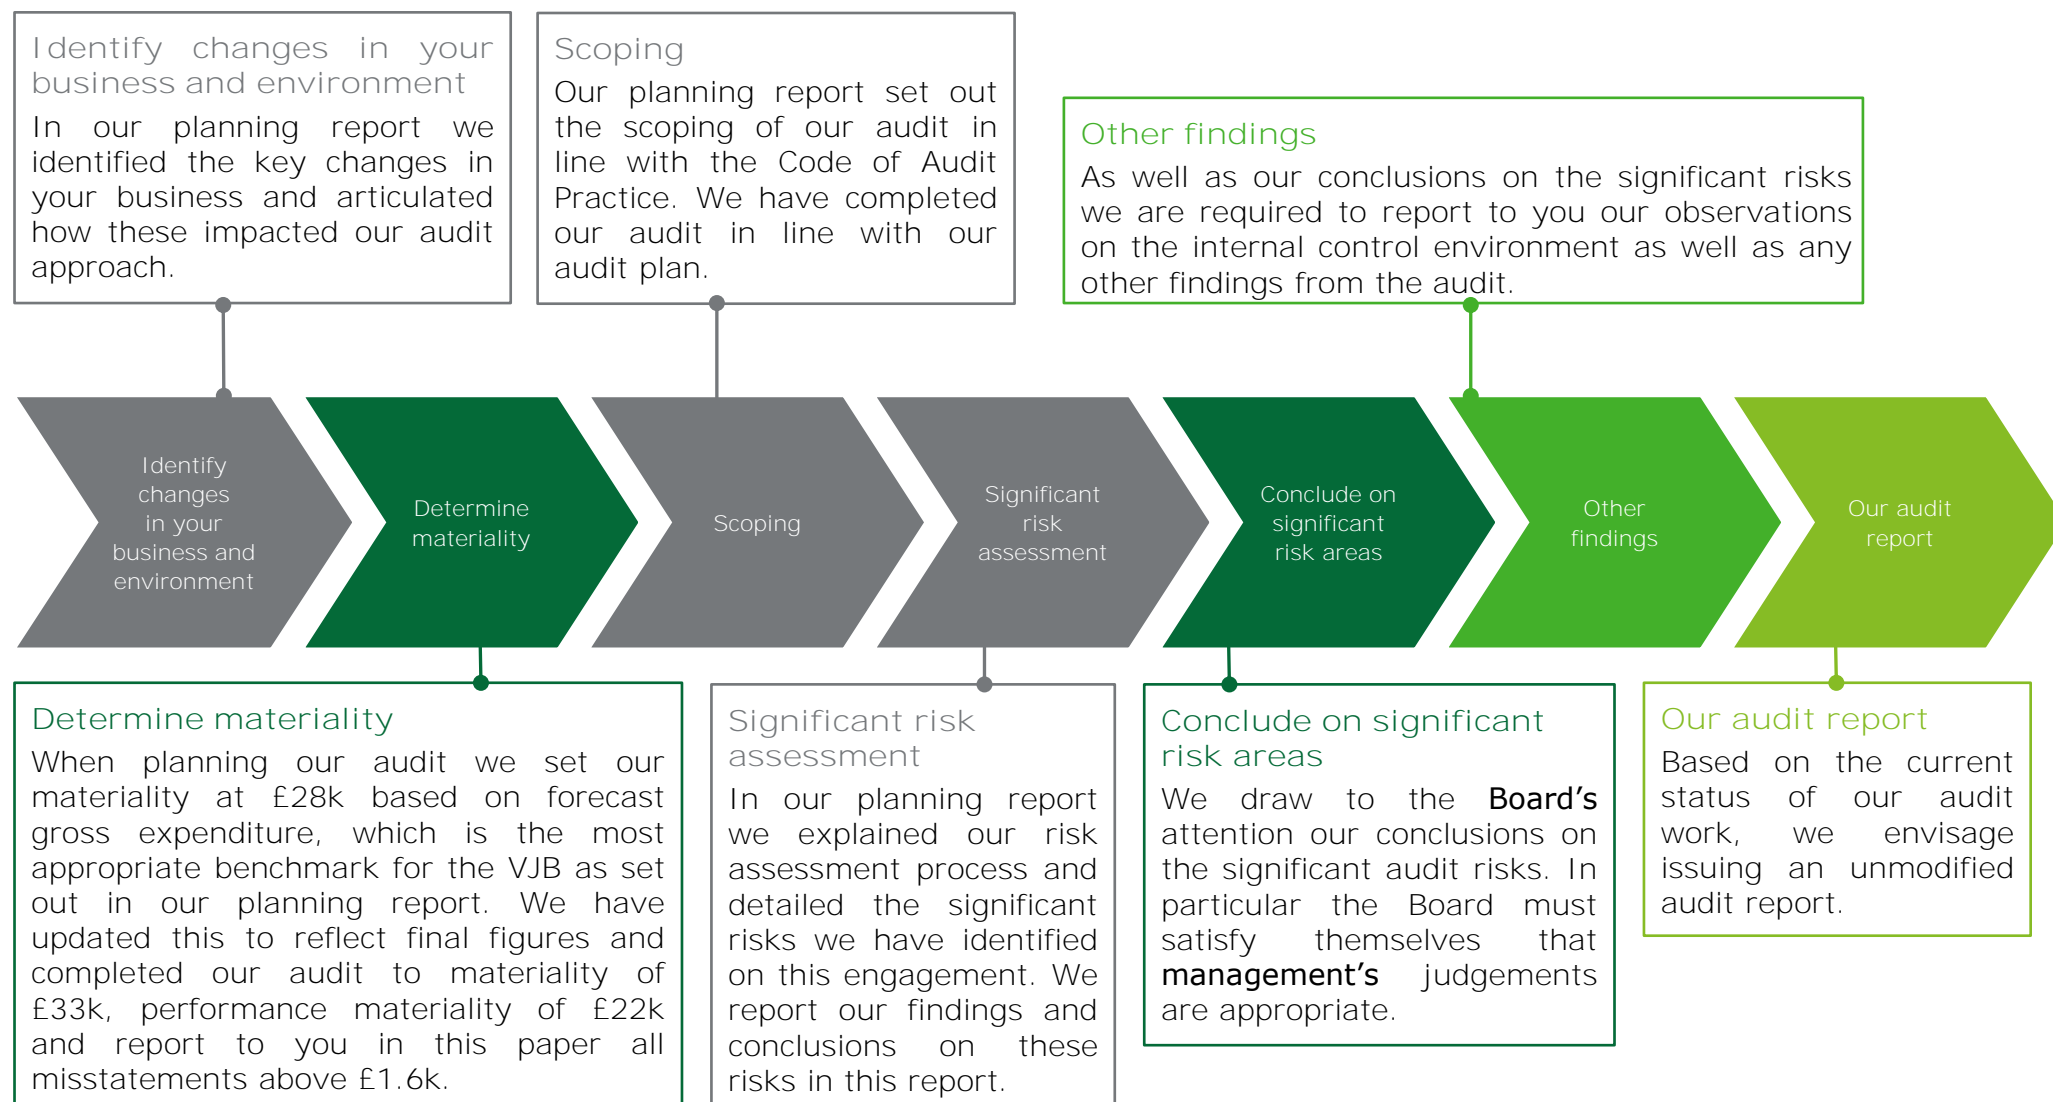 Identify changes in your
business and environment
In our planning report we
identified the key changes in
your business and articulated
how these impacted our audit
approach.
Scoping
Our planning report set out
the scoping of our audit in
line with the Code of Audit
Practice. We have completed
our audit in line with our
audit plan.
Other findings
As well as our conclusions on the significant risks
we are required to report to you our observations
on the internal control environment as well as any
other findings from the audit.
Identify
changes
in your
business and
environment
Determine
materiality
Scoping
Significant
risk
assessment
Conclude on
significant
risk areas
Other
findings
Our audit
report
Determine materiality
When planning our audit we set our
materiality at £28k based on forecast
gross expenditure, which is the most
appropriate benchmark for the VJB as set
out in our planning report. We have
updated this to reflect final figures and
completed our audit to materiality of
£33k, performance materiality of £22k
and report to you in this paper all
misstatements above £1.6k.
Significant risk
assessment
In our planning report
we explained our risk
assessment process and
detailed the significant
risks we have identified
on this engagement. We
report our findings and
conclusions on these
risks in this report.
Conclude on significant
risk areas
We draw to the Board’s
attention our conclusions on
the significant audit risks. In
particular the Board must
satisfy themselves that
management’s judgements
are appropriate.
Our audit report
Based on the current
status of our audit
work, we envisage
issuing an unmodified
audit report.